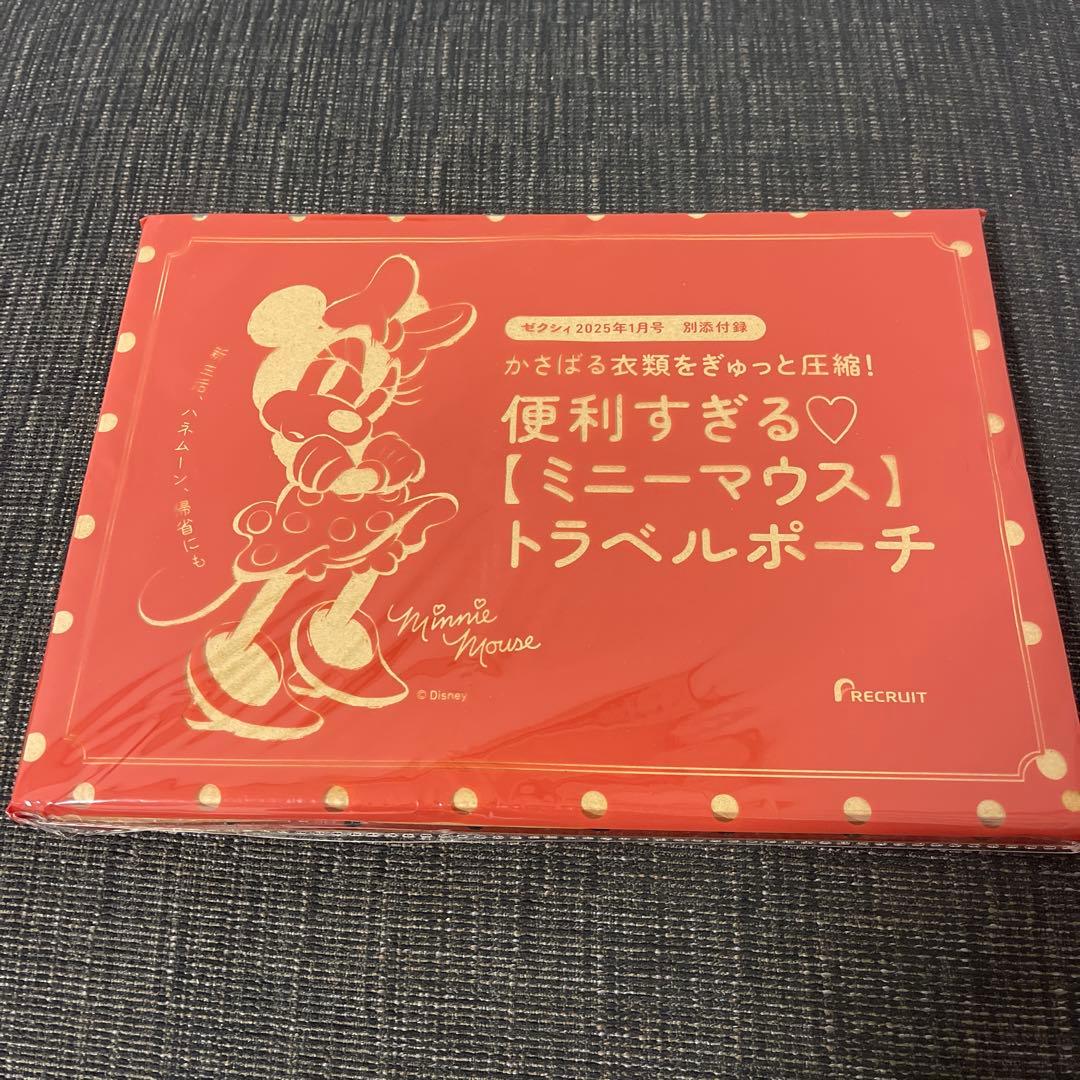 ゼクシィ 2025年1月号 別添付録
かさばる衣類をぎゅっと圧縮!
便利すぎる♡
【ミニーマウス】
トラベルポーチ
新生活、ハネムーン、帰省にも
Minnie
Mouse
© Disney
RECRUIT